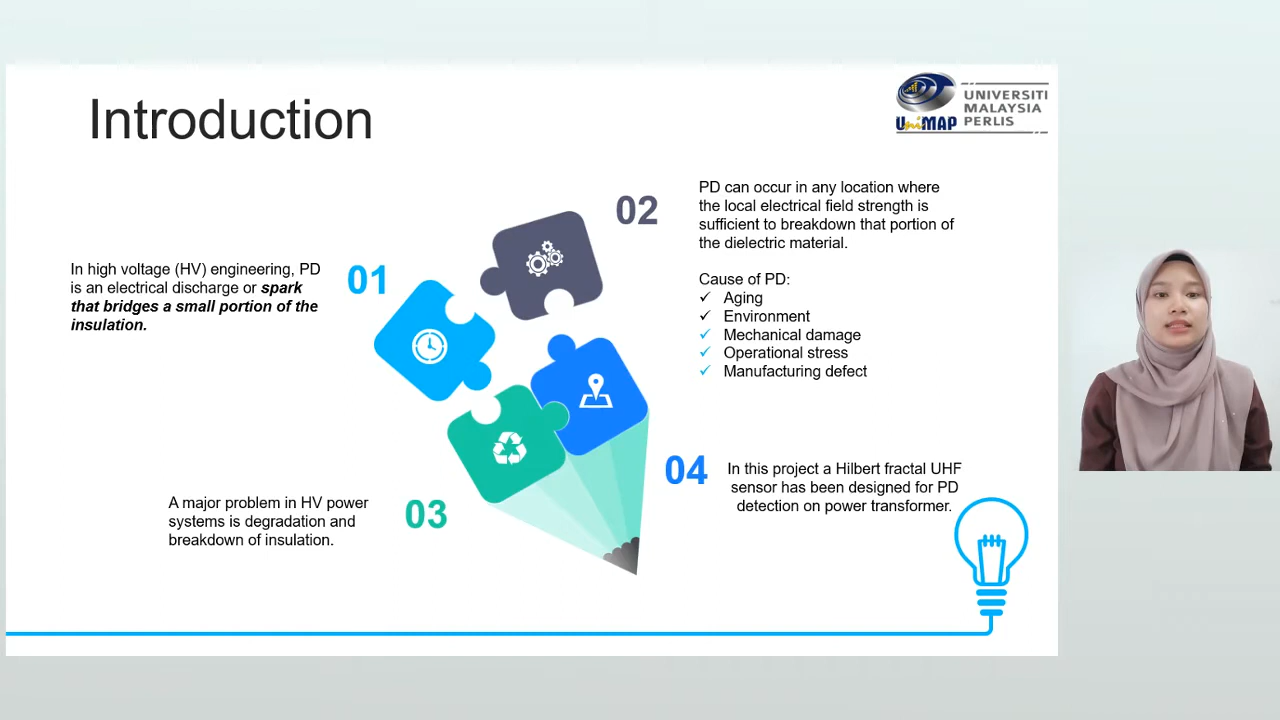 Introduction
UniMAP
UNIVERSITI
MALAYSIA
PERLIS
01
In high voltage (HV) engineering, PD
is an electrical discharge or spark
that bridges a small portion of the
insulation.
02
PD can occur in any location where
the local electrical field strength is
sufficient to breakdown that portion of
the dielectric material.
Cause of PD:
✓ Aging
✓ Environment
✓ Mechanical damage
✓ Operational stress
✓ Manufacturing defect
03
A major problem in HV power
systems is degradation and
breakdown of insulation.
04
In this project a Hilbert fractal UHF
sensor has been designed for PD
detection on power transformer.